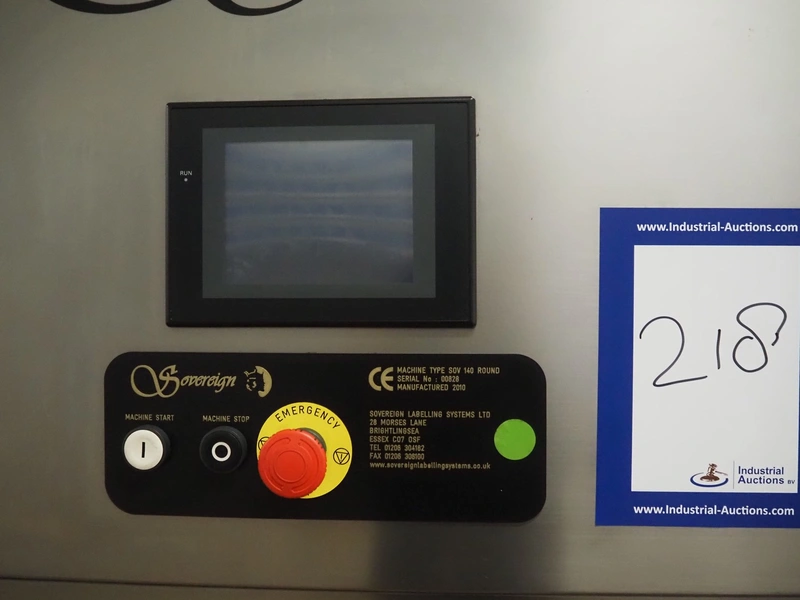 RUN
Sovereign
MACHINE START
MACHINE STOP
EMERGENCY
CE
MACHINE TYPE SOV 140 ROUND
SERIAL No : 00828
MANUFACTURED 2010
SOVEREIGN LABELLING SYSTEMS LTD
28 MORSES LANE
BRIGHTLINGSEA
ESSEX CO7 0SF
TEL 01206 304182
FAX 01206 308100
www.sovereignlabellingsystems.co.uk
www.Industrial-Auctions.com
218
Industrial
Auctions BV
www.Industrial-Auctions.com